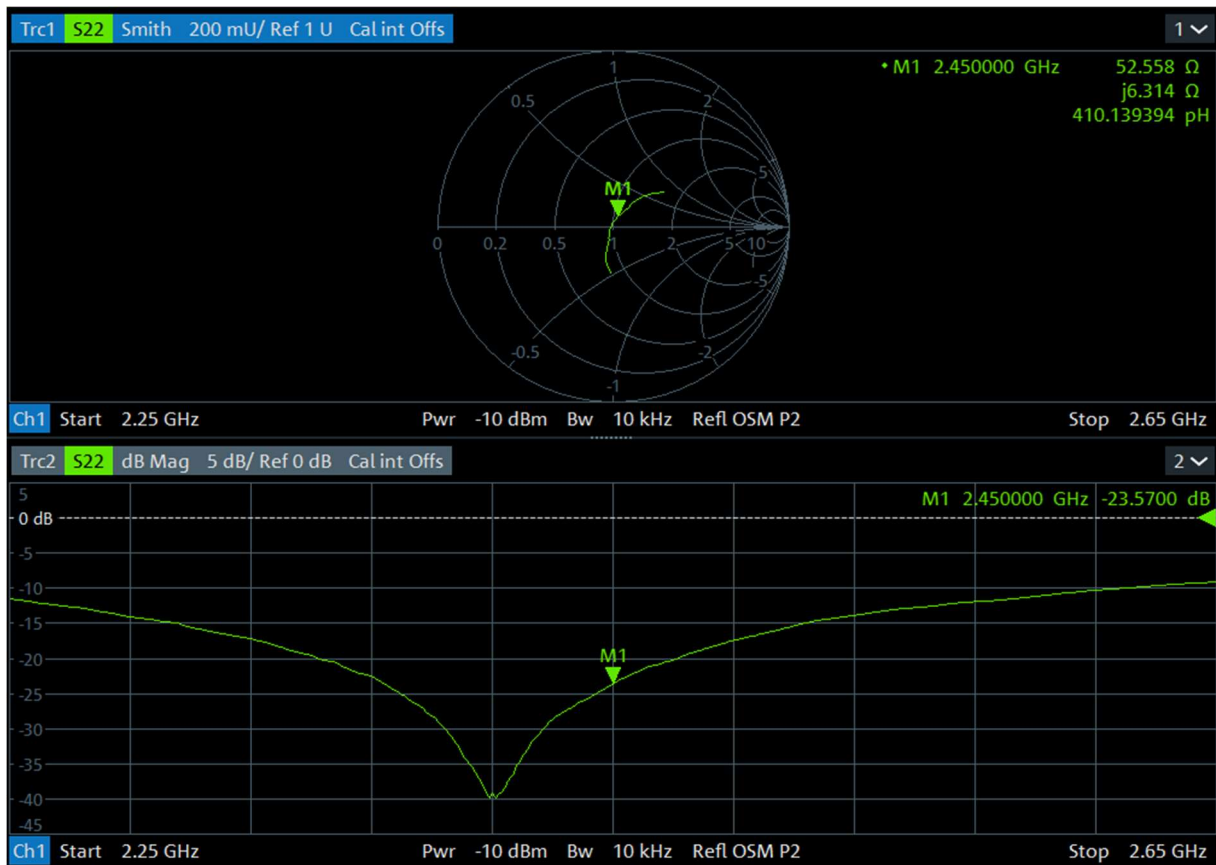 Trc1 S22 Smith 200 mU/ Ref 1 U Cal int Offs 1
• M1 2.450000 GHz 52.558 Ω
j6.314 Ω
410.139394 pH
1
0.5 2
5
M1
0 0.2 0.5 1 2 5 10
-5
-0.5 -2
-1
Ch1 Start 2.25 GHz Pwr -10 dBm Bw 10 kHz Refl OSM P2 Stop 2.65 GHz
Trc2 S22 dB Mag 5 dB/ Ref 0 dB Cal int Offs 2
5 M1 2.450000 GHz -23.5700 dB
0 dB
-5
-10
-15
-20 M1
-25
-30
-35
-40
-45
Ch1 Start 2.25 GHz Pwr -10 dBm Bw 10 kHz Refl OSM P2 Stop 2.65 GHz